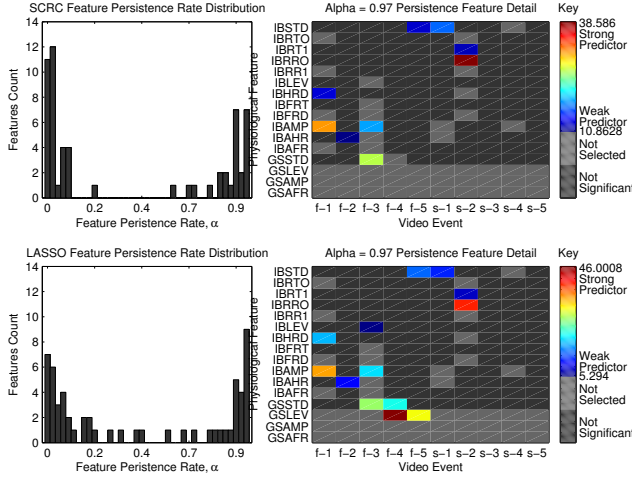 SCRC Feature Persistence Rate Distribution
14
12
10
8
6
4
2
0
Features Count
0
0.2
0.4
0.7
0.9
Feature Peristence Rate, α
Alpha = 0.97 Persistence Feature Detail
Physiological Feature
IBSTD
IBRTO
IBRT1
IBRRO
IBRR1
IBLEV
IBHRD
IBFRT
IBFRD
IBAMP
IBAHR
IBAFR
GSSTD
GSLEV
GSAMP
GSAFR
f−1 f−2 f−3 f−4 f−5 s−1 s−2 s−3 s−4 s−5
Video Event
Key
38.586
Strong
Predictor
Weak
Predictor
10.8628
Not
Selected
Not
Significant
LASSO Feature Persistence Rate Distribution
14
12
10
8
6
4
2
0
Features Count
0
0.2
0.4
0.7
0.9
Feature Peristence Rate, α
Alpha = 0.97 Persistence Feature Detail
Physiological Feature
IBSTD
IBRTO
IBRT1
IBRRO
IBRR1
IBLEV
IBHRD
IBFRT
IBFRD
IBAMP
IBAHR
IBAFR
GSSTD
GSLEV
GSAMP
GSAFR
f−1 f−2 f−3 f−4 f−5 s−1 s−2 s−3 s−4 s−5
Video Event
Key
46.0008
Strong
Predictor
Weak
Predictor
5.294
Not
Selected
Not
Significant